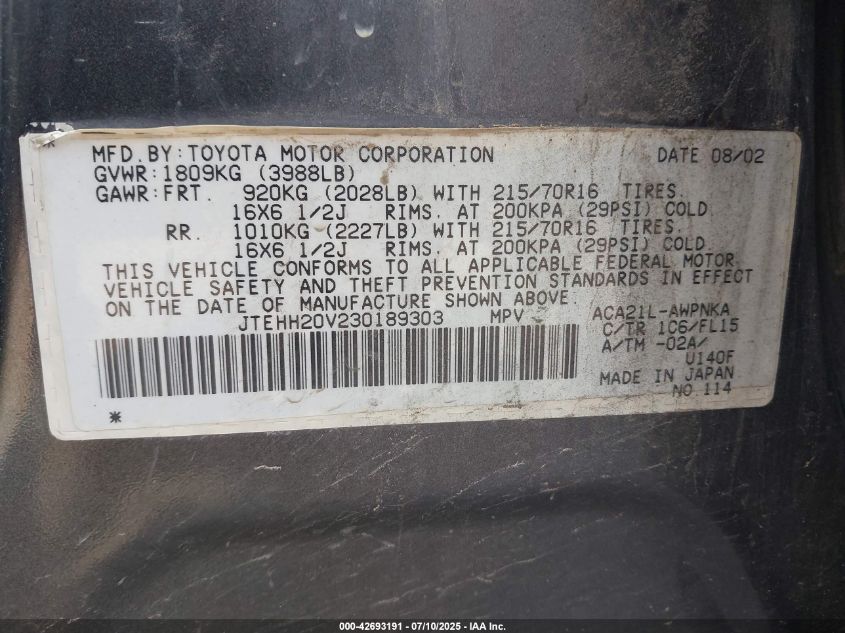 MFD.BY:TOYOTA MOTOR CORPORATION DATE 08/02
GVWR:1809KG (3988LB)
GAWR:FRT. 920KG (2028LB) WITH 215/70R16 TIRES.
16X6 1/2J RIMS. AT 200KPA (29PSI) COLD.
RR. 1010KG (2227LB) WITH 215/70R16 TIRES.
16X6 1/2J RIMS. AT 200KPA (29PSI) COLD.
THIS VEHICLE CONFORMS TO ALL APPLICABLE FEDERAL MOTOR
VEHICLE SAFETY AND THEFT PREVENTION STANDARDS IN EFFECT
ON THE DATE OF MANUFACTURE SHOWN ABOVE.
JTEHH20V230189303 MPV ACA21L-AWPNKA
C/TR 1C6/FL15
A/TM -02A/
U140F
MADE IN JAPAN
NO 114
*
000-42693191 - 07/10/2025 - IAA Inc.